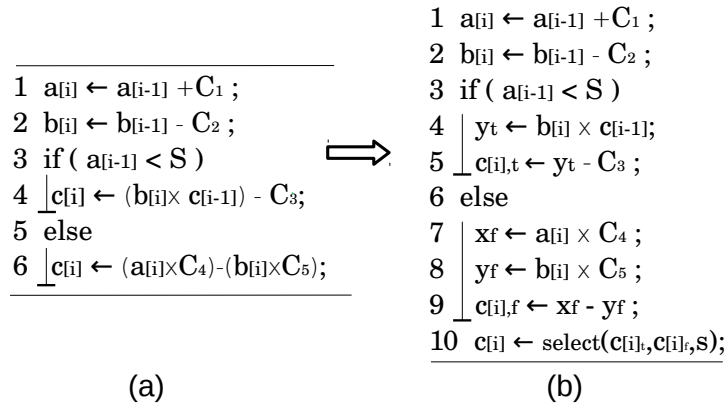 1 a[i] ← a[i-1] +C1 ;
2 b[i] ← b[i-1] - C2 ;
3 if ( a[i-1] < S )
4 c[i] ← (b[i]× c[i-1]) - C3;
5 else
6 c[i] ← (a[i]×C4)-(b[i]×C5);
(a)
1 a[i] ← a[i-1] +C1 ;
2 b[i] ← b[i-1] - C2 ;
3 if ( a[i-1] < S )
4 yt ← b[i] × c[i-1];
5 c[i],t ← yt - C3 ;
6 else
7 xf ← a[i] × C4 ;
8 yf ← b[i] × C5 ;
9 c[i],f ← xf - yf ;
10 c[i] ← select(c[i]t,c[i]f,s);
(b)